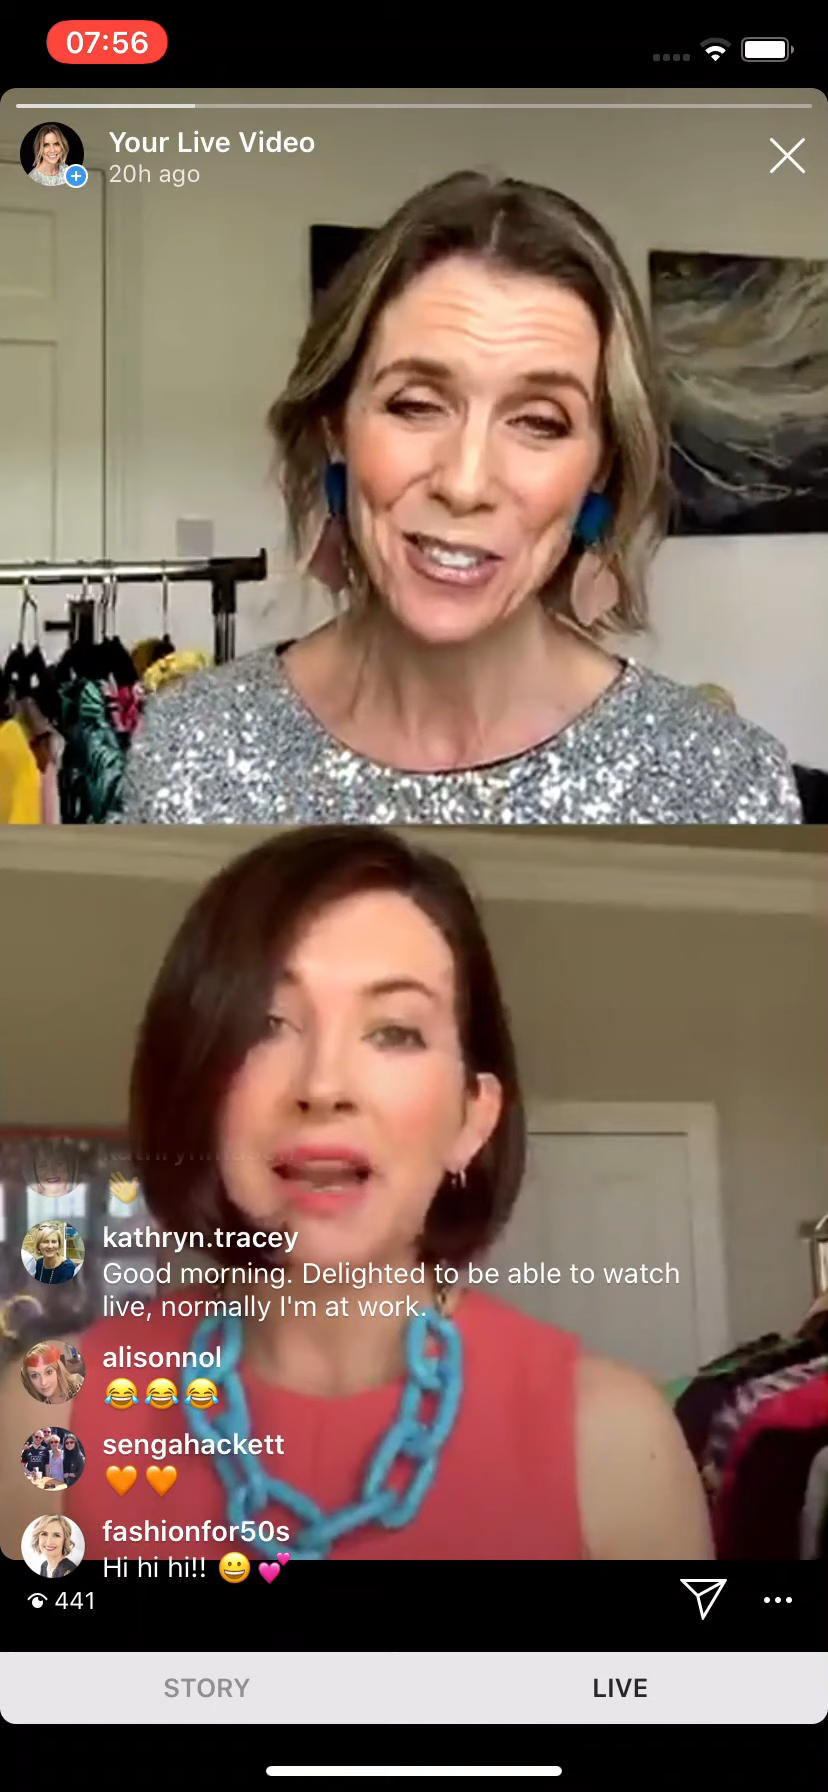 07:56
Your Live Video
20h ago
kathryn.tracey
Good morning. Delighted to be able to watch
live, normally I'm at work.
alisonnol
😂😂😂
sengahackett
🧡🧡
fashionfor50s
Hi hi hi!! 😀💕
441
STORY
LIVE